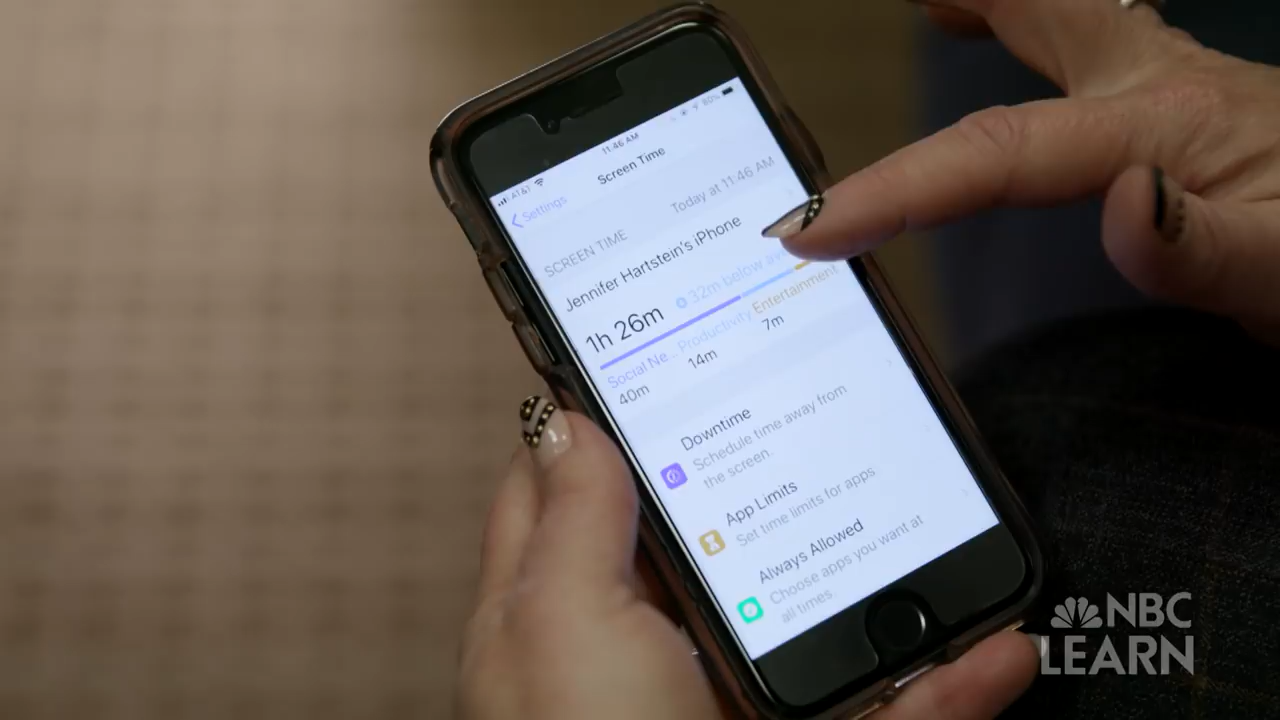 AT&T 11:46 AM 80%
Settings Screen Time
SCREEN TIME Today at 11:46 AM
Jennifer Hartstein's iPhone
1h 26m 32m below
Social Ne... Productivity Entertainment
40m 14m 7m
Downtime
Schedule time away from
the screen.
App Limits
Set time limits for apps
Always Allowed
Choose apps you want at
all times.
NBC
LEARN